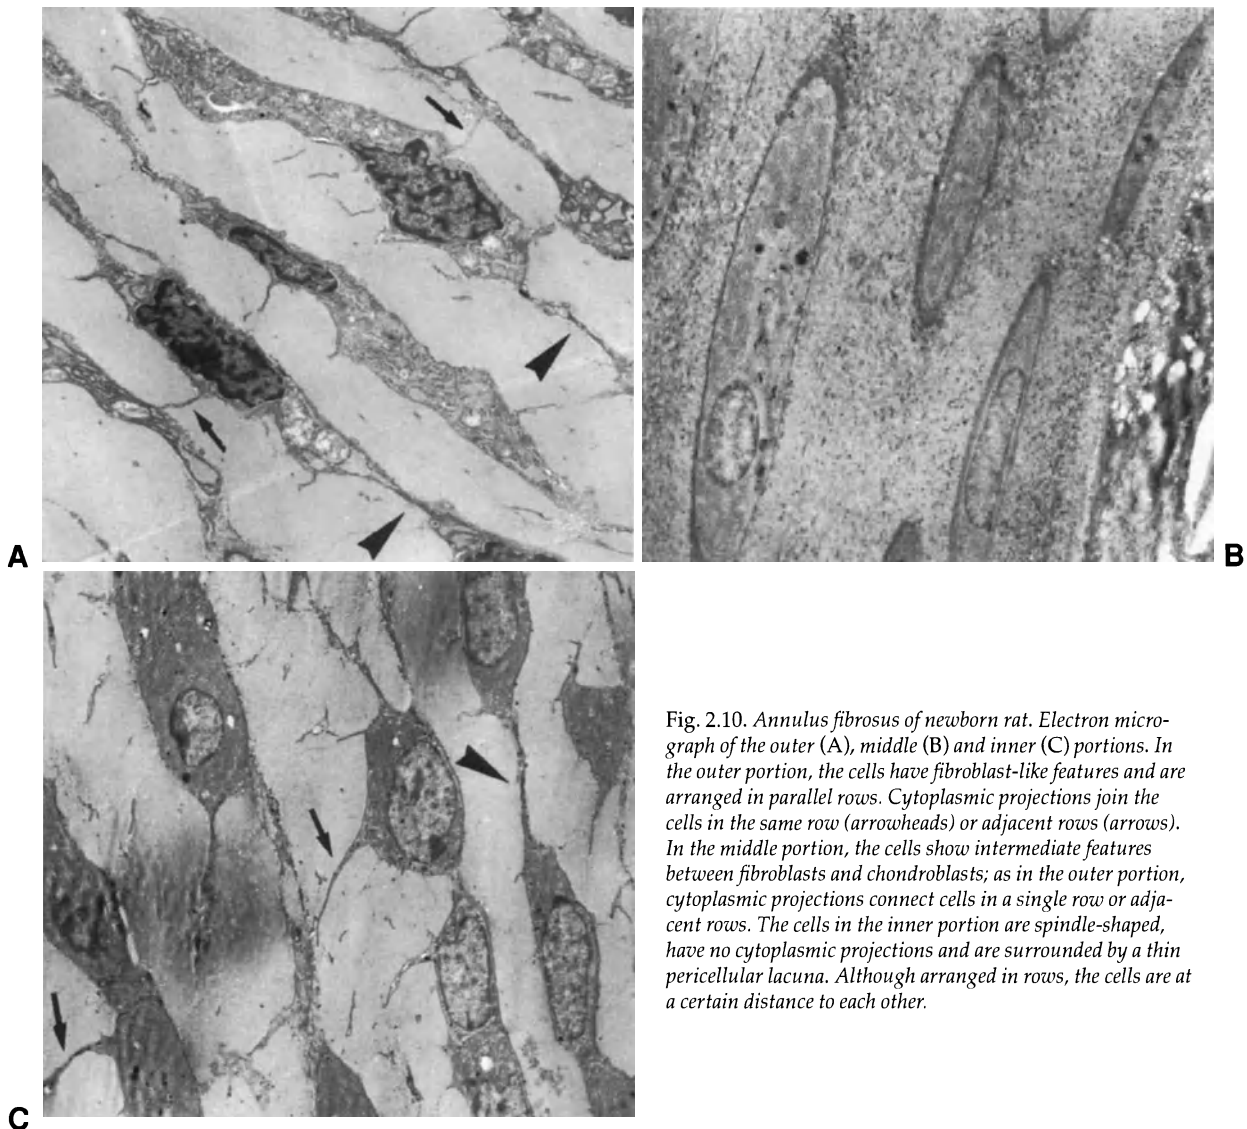 A
B
C
Fig. 2.10. Annulus fibrosus of newborn rat. Electron micro-
graph of the outer (A), middle (B) and inner (C) portions. In
the outer portion, the cells have fibroblast-like features and are
arranged in parallel rows. Cytoplasmic projections join the
cells in the same row (arrowheads) or adjacent rows (arrows).
In the middle portion, the cells show intermediate features
between fibroblasts and chondroblasts; as in the outer portion,
cytoplasmic projections connect cells in a single row or adja-
cent rows. The cells in the inner portion are spindle-shaped,
have no cytoplasmic projections and are surrounded by a thin
pericellular lacuna. Although arranged in rows, the cells are at
a certain distance to each other.